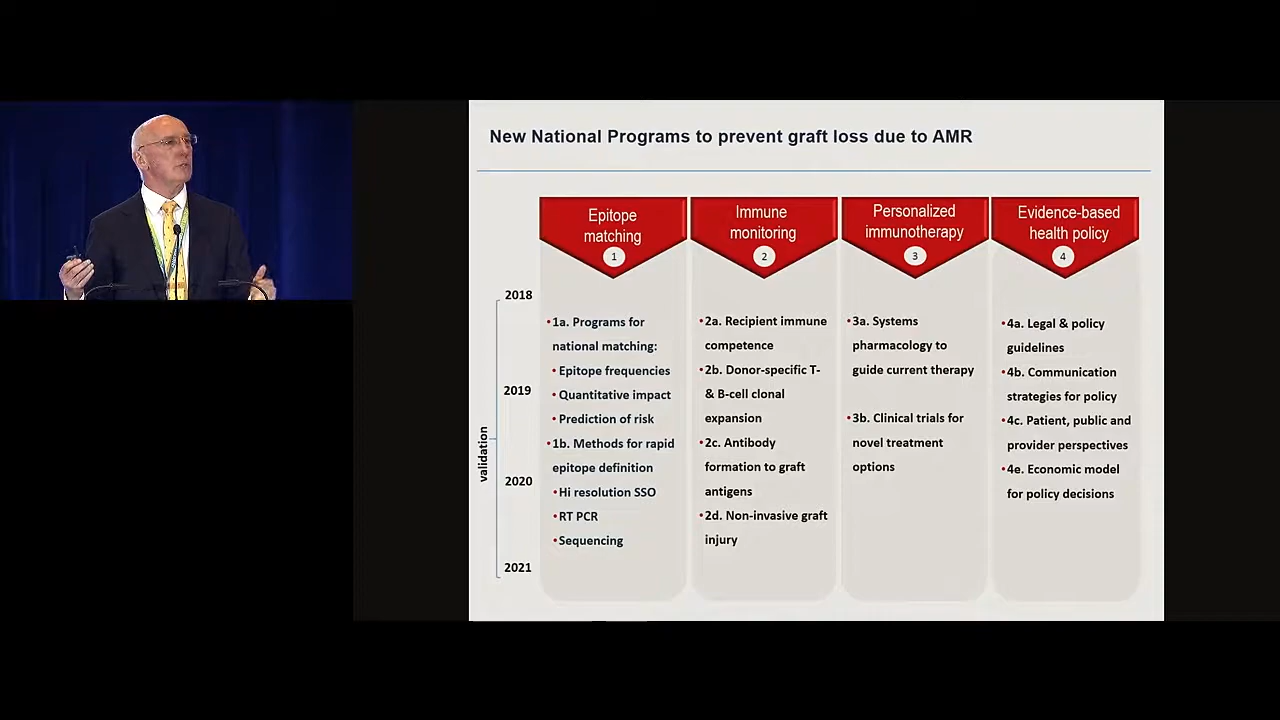 New National Programs to prevent graft loss due to AMR
Epitope
matching
1
Immune
monitoring
2
Personalized
immunotherapy
3
Evidence-based
health policy
4
validation
2018
2019
2020
2021
•1a. Programs for
national matching:
• Epitope frequencies
• Quantitative impact
• Prediction of risk
•1b. Methods for rapid
epitope definition
•Hi resolution SSO
•RT PCR
•Sequencing
•2a. Recipient immune
competence
•2b. Donor-specific T-
& B-cell clonal
expansion
•2c. Antibody
formation to graft
antigens
•2d. Non-invasive graft
injury
•3a. Systems
pharmacology to
guide current therapy
•3b. Clinical trials for
novel treatment
options
•4a. Legal & policy
guidelines
•4b. Communication
strategies for policy
•4c. Patient, public and
provider perspectives
•4e. Economic model
for policy decisions